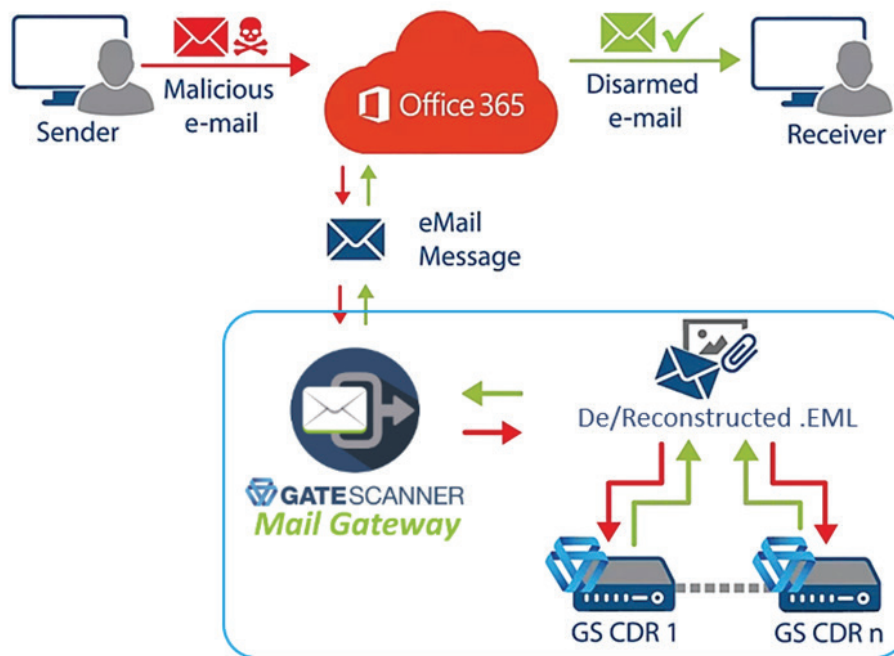 Sender
Malicious
e-mail
Office 365
Disarmed
e-mail
Receiver
eMail
Message
GATESCANNER
Mail Gateway
De/Reconstructed .EML
GS CDR 1
GS CDR n